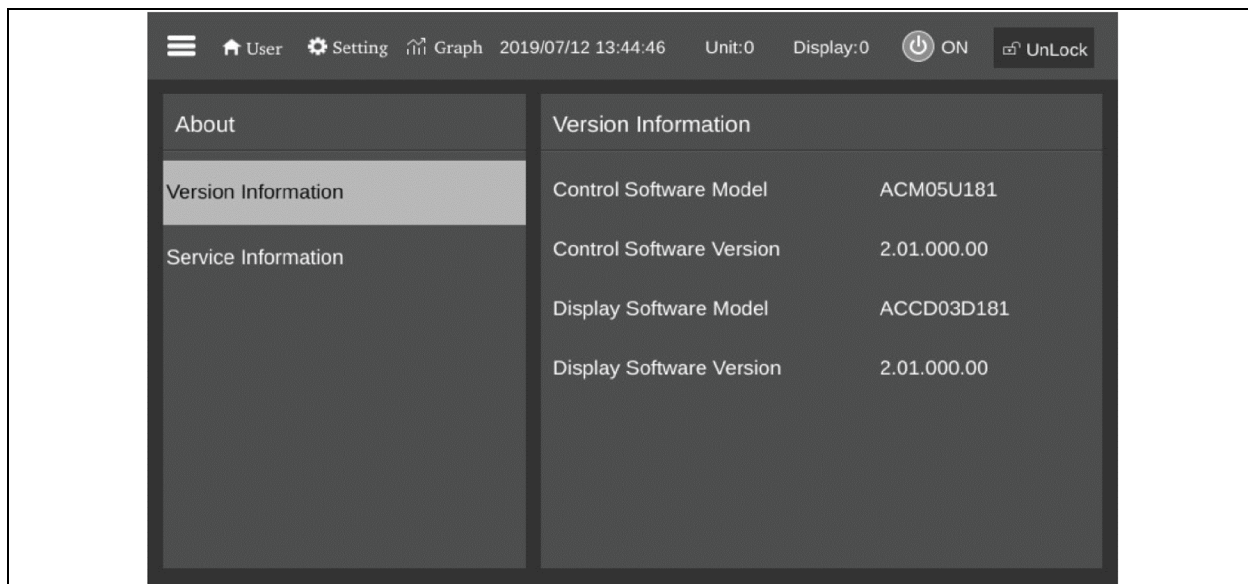 User Setting Graph 2019/07/12 13:44:46 Unit:0 Display:0 ON UnLock
About
Version Information
Service Information
Version Information
Control Software Model ACM05U181
Control Software Version 2.01.000.00
Display Software Model ACCD03D181
Display Software Version 2.01.000.00